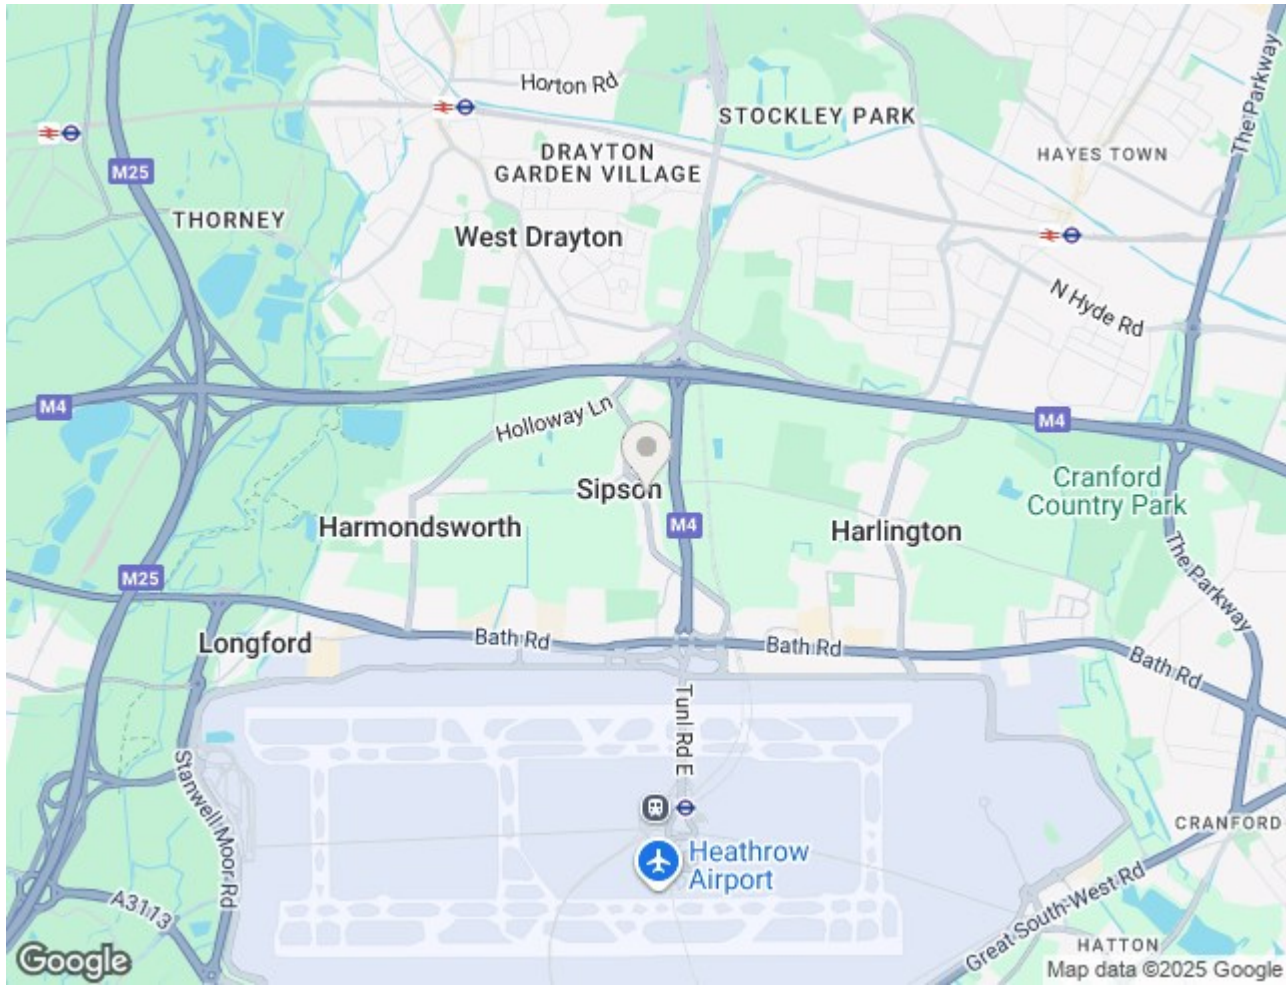 Horton Rd
STOCKLEY PARK
The Parkway
DRAYTON
GARDEN VILLAGE
HAYES TOWN
M25
THORNEY
West Drayton
N Hyde Rd
M4
Holloway Ln
M4
Cranford
Country Park
Sipson
Harmondsworth
M4
Harlington
M25
The Parkway
Longford
Bath Rd
Bath Rd
Bath Rd
Tunl Rd E
Stanwell Moor Rd
CRANFORD
Heathrow
Airport
A3113
Great South-West Rd
HATTON
Google
Map data ©2025 Google